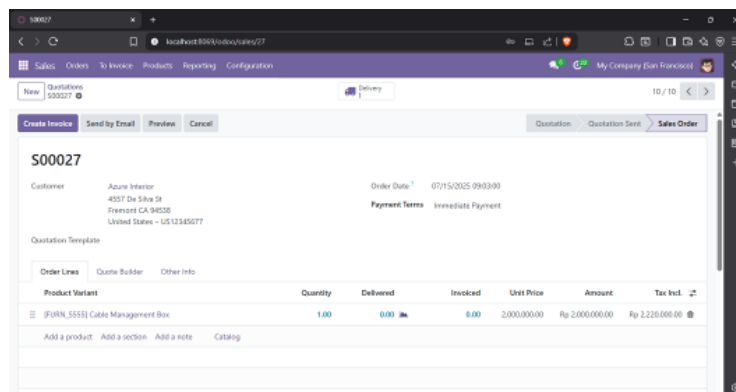 S00027
localhost:8069/odoo/sales/27
Sales Orders To Invoice Products Reporting Configuration
My Company (San Francisco)
New
Quotations
S00027
Delivery
1
10 / 10
Create Invoice Send by Email Preview Cancel
Quotation Quotation Sent Sales Order
S00027
Customer
Azure Interior
4557 De Silva St
Fremont CA 94538
United States – US12345677
Order Date ? 07/15/2025 09:03:00
Payment Terms Immediate Payment
Quotation Template
Order Lines Quote Builder Other Info
Product Variant Quantity Delivered Invoiced Unit Price Amount Tax Incl.
[FURN_5555] Cable Management Box 1.00 0.00 0.00 2,000,000.00 Rp 2,000,000.00 Rp 2,220,000.00
Add a product Add a section Add a note Catalog